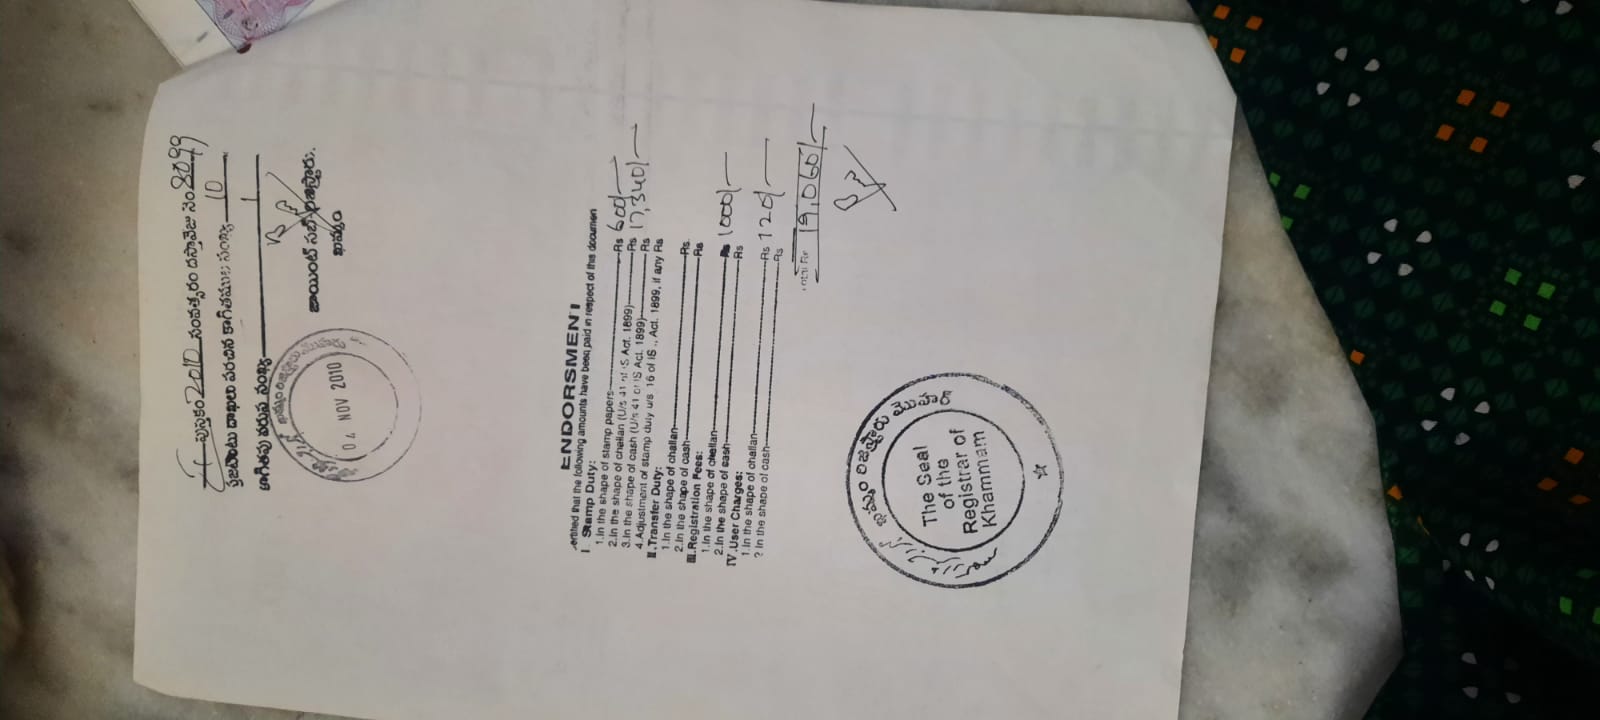 పుస్తకం 2010 సంవత్సరం దస్తావేజు నెం 8099
దాఖలు పరచిన కాగితముల సంఖ్య 10
కాగితపు వరుస సంఖ్య 1
జాయింట్ సబ్-రిజిస్ట్రారు.
ఖమ్మం
04 NOV 2010
ENDORSMENT
ertified that the following amounts have been paid in respect of this documen
I Stamp Duty:
1.In the shape of stamp papers Rs 600/-
2.In the shape of challan (U/s 41 of IS Act. 1899) Rs 17,340/-
3.In the shape of cash (U/s 41 of IS Act. 1899) Rs
4.Adjustment of stamp duty u/s 16 of IS ., Act. 1899, if any Rs
II.Transfer Duty:
1.In the shape of challan Rs.
2.In the shape of cash Rs
III.Registration Fees:
1.In the shape of challan Rs 1000/-
2.In the shape of cash Rs
IV.User Charges:
1.In the shape of challan Rs 120/-
2.In the shape of cash Rs
Total Rs 19,060/-
ఖమ్మం రిజిస్ట్రారు మొహరు
The Seal
of the
Registrar of
Khammam